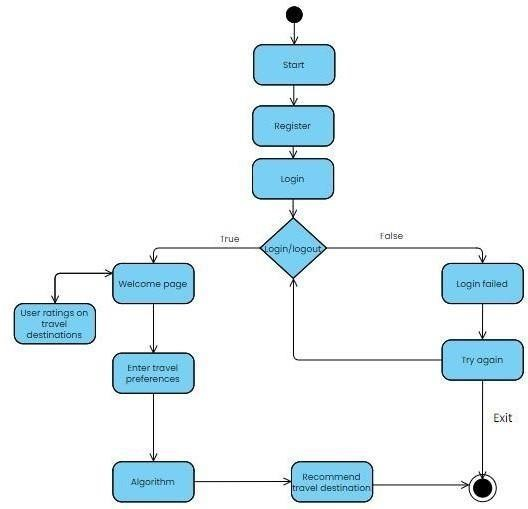 Start
Register
Login
Login/logout
True
False
Welcome page
Login failed
User ratings on
travel
destinations
Enter travel
preferences
Try again
Exit
Algorithm
Recommend
travel destination